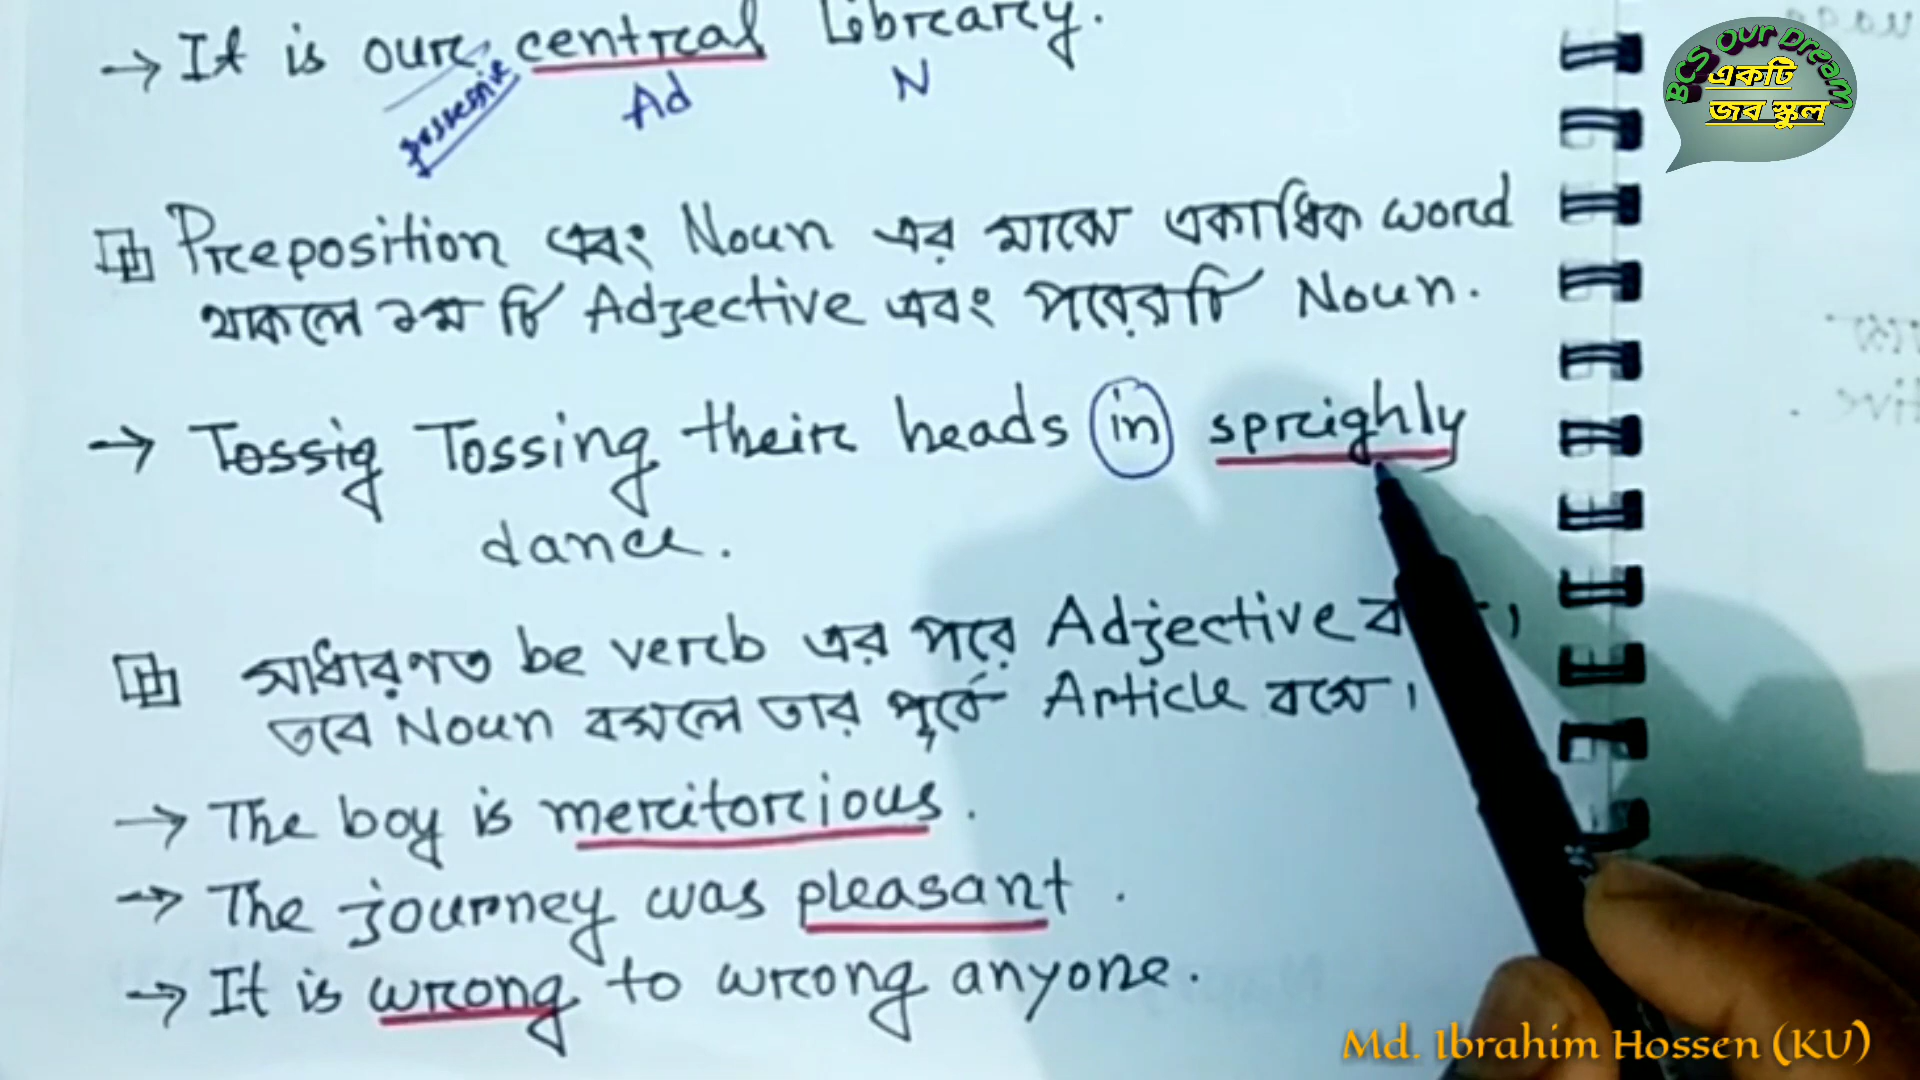 → It is our central Library.
possessive Ad N
Preposition এবং Noun এর মাঝে একাধিক word
থাকলে ১ম টি Adjective এবং পরেরটি Noun.
→ Tossig Tossing their heads in sprighly
dance.
সাধারণত be verb এর পরে Adjective
তবে Noun বসলে তার পূর্বে Article বসে।
→ The boy is meritorious.
→ The journey was pleasant.
→ It is wrong to wrong anyone.
BCS Our Dream
একটি
জব স্কুল
Md. Ibrahim Hossen (KU)